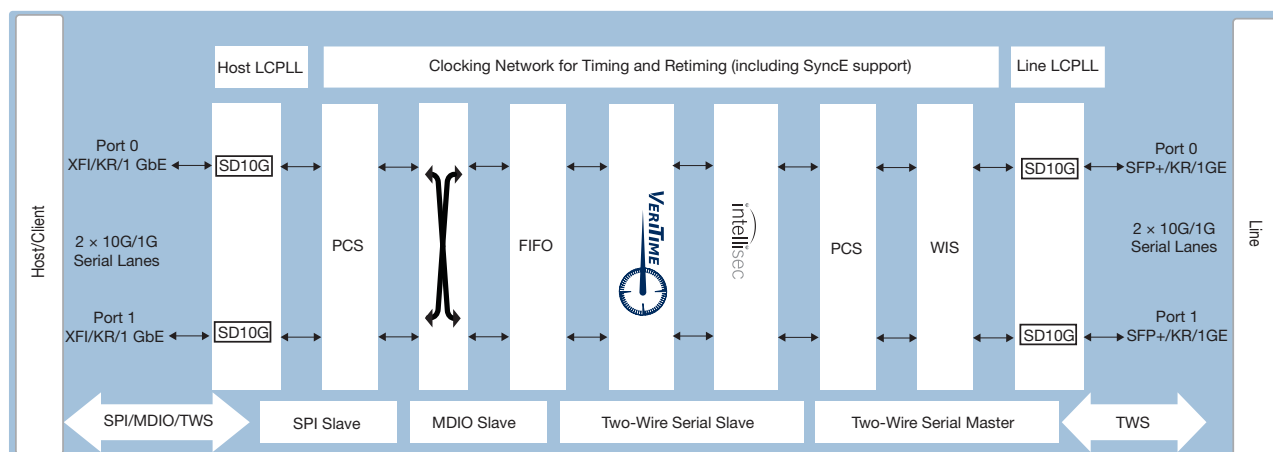 Host LCPLL
Clocking Network for Timing and Retiming (including SyncE support)
Line LCPLL
Host/Client
Port 0
XFI/KR/1 GbE
SD10G
2 × 10G/1G
Serial Lanes
Port 1
XFI/KR/1 GbE
SD10G
PCS
FIFO
VERITIME
intellisec
PCS
WIS
SD10G
Port 0
SFP+/KR/1GE
2 × 10G/1G
Serial Lanes
SD10G
Port 1
SFP+/KR/1GE
Line
SPI/MDIO/TWS
SPI Slave
MDIO Slave
Two-Wire Serial Slave
Two-Wire Serial Master
TWS